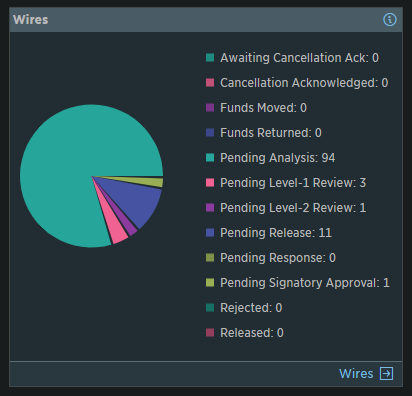 Wires
Awaiting Cancellation Ack: 0
Cancellation Acknowledged: 0
Funds Moved: 0
Funds Returned: 0
Pending Analysis: 94
Pending Level-1 Review: 3
Pending Level-2 Review: 1
Pending Release: 11
Pending Response: 0
Pending Signatory Approval: 1
Rejected: 0
Released: 0
Wires